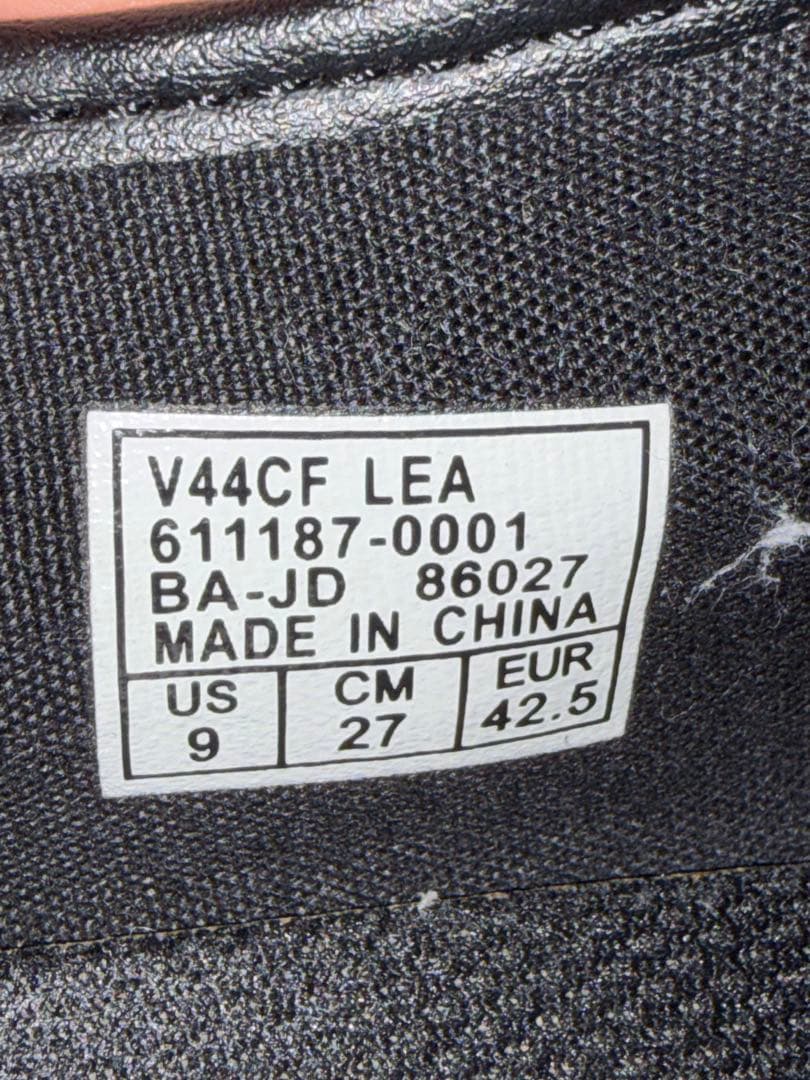 V44CF LEA
611187-0001
BA-JD 86027
MADE IN CHINA
US CM EUR
9 27 42.5